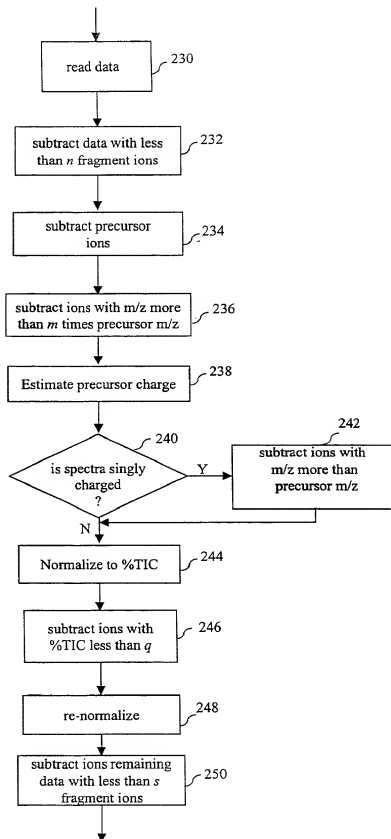 read data
230
subtract data with less
than n fragment ions
232
subtract precursor
ions
234
subtract ions with m/z more
than m times precursor m/z
236
Estimate precursor charge
238
240
is spectra singly
charged
?
Y
N
242
subtract ions with
m/z more than
precursor m/z
Normalize to %TIC
244
subtract ions with
%TIC less than q
246
re-normalize
248
subtract ions remaining
data with less than s
fragment ions
250